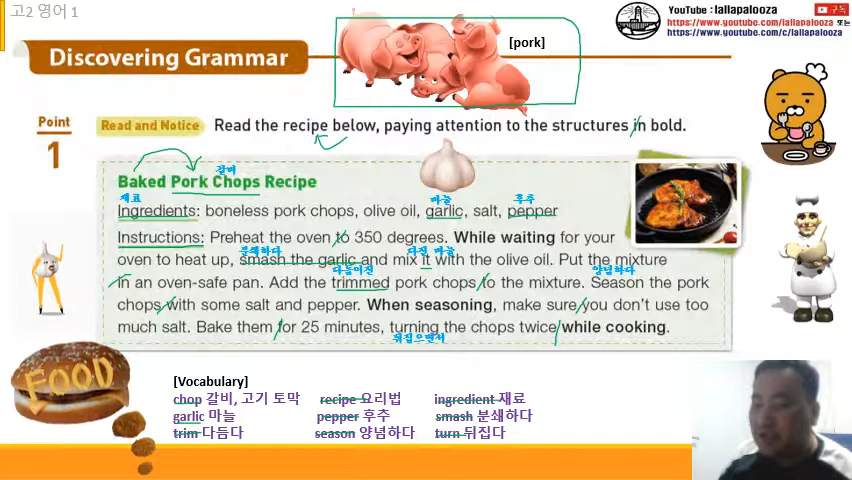 고2 영어 1
YouTube : lallapalooza
구독
https://www.youtube.com/lallapalooza 또는
https://www.youtube.com/c/lallapalooza
[pork]
Discovering Grammar
Point
1
Read and Notice
Read the recipe below, paying attention to the structures in bold.
갈비
Baked Pork Chops Recipe
재료 마늘 후추
Ingredients: boneless pork chops, olive oil, garlic, salt, pepper
Instructions: Preheat the oven to 350 degrees. While waiting for your
분쇄하다 다진 마늘
oven to heat up, smash the garlic and mix it with the olive oil. Put the mixture
다듬어진 양념하다
in an oven-safe pan. Add the trimmed pork chops to the mixture. Season the pork
chops with some salt and pepper. When seasoning, make sure you don't use too
much salt. Bake them for 25 minutes, turning the chops twice while cooking.
뒤집으면서
FOOD
[Vocabulary]
chop 갈비, 고기 토막 recipe 요리법 ingredient 재료
garlic 마늘 pepper 후추 smash 분쇄하다
trim 다듬다 season 양념하다 turn 뒤집다